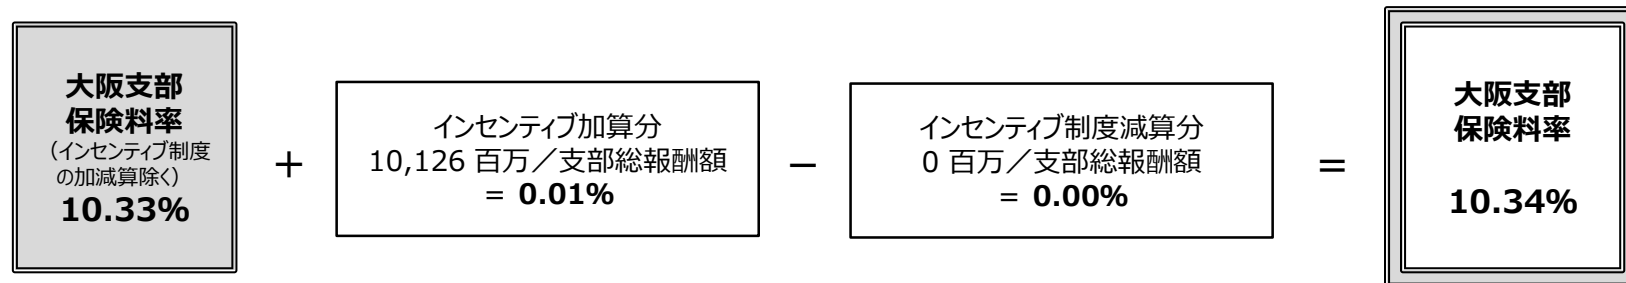 大阪支部
保険料率
（インセンティブ制度
の加減算除く）
10.33%
＋
インセンティブ加算分
10,126 百万／支部総報酬額
= 0.01%
－
インセンティブ制度減算分
0 百万／支部総報酬額
= 0.00%
＝
大阪支部
保険料率
10.34%